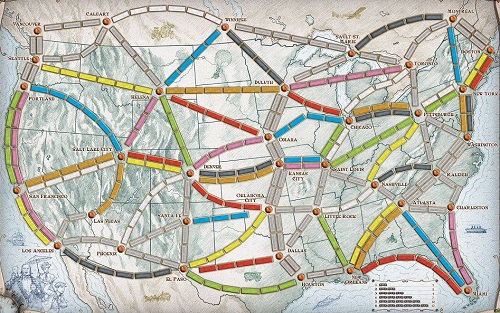 VANCOUVER
CALGARY
WINNIPEG
SAULT ST. MARIE
MONTRÉAL
SEATTLE
TORONTO
BOSTON
PORTLAND
HELENA
DULUTH
NEW YORK
CHICAGO
PITTSBURGH
OMAHA
WASHINGTON
SALT LAKE CITY
DENVER
KANSAS CITY
SAINT LOUIS
RALEIGH
NASHVILLE
SAN FRANCISCO
LAS VEGAS
SANTA FE
OKLAHOMA CITY
LITTLE ROCK
ATLANTA
CHARLESTON
LOS ANGELES
PHOENIX
EL PASO
DALLAS
HOUSTON
NEW ORLEANS
MIAMI